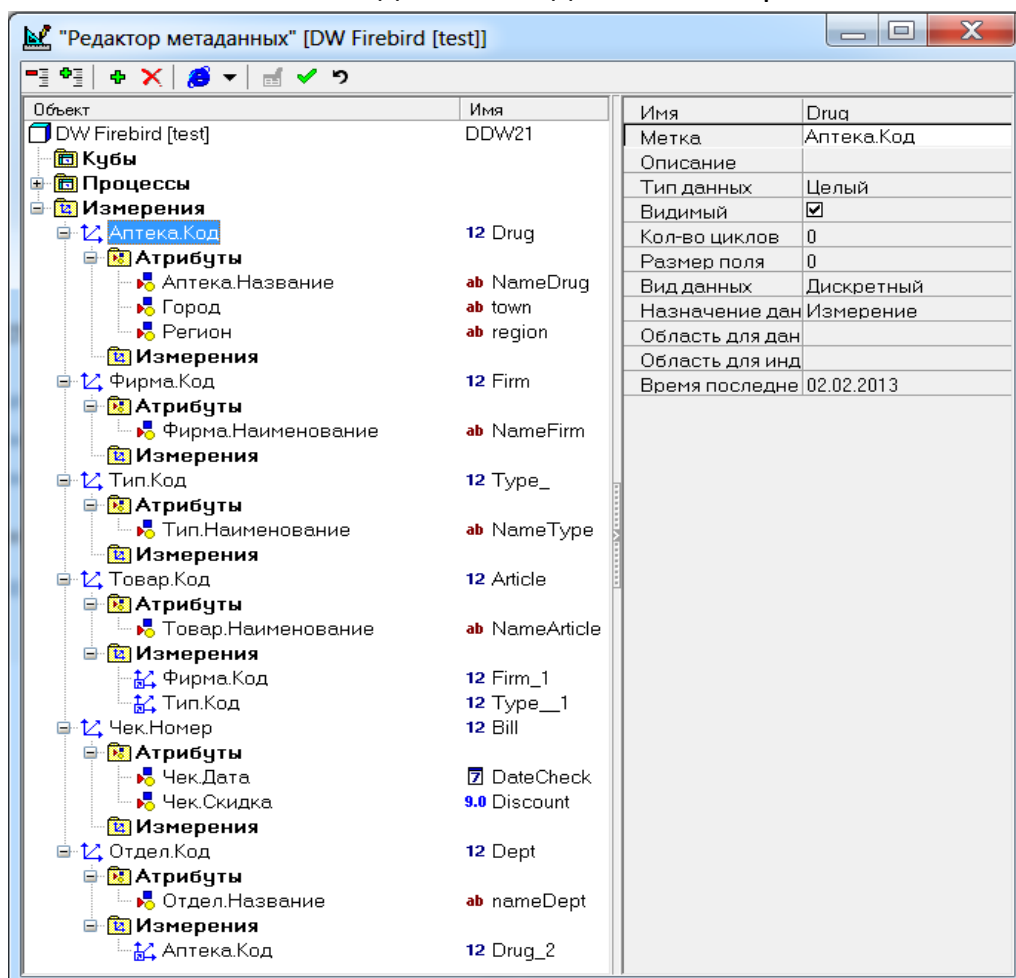 "Редактор метаданных" [DW Firebird [test]]
Объект Имя
DW Firebird [test] DDW21
Кубы
Процессы
Измерения
Аптека.Код 12 Drug
Атрибуты
Аптека.Название ab NameDrug
Город ab town
Регион ab region
Измерения
Фирма.Код 12 Firm
Атрибуты
Фирма.Наименование ab NameFirm
Измерения
Тип.Код 12 Type_
Атрибуты
Тип.Наименование ab NameType
Измерения
Товар.Код 12 Article
Атрибуты
Товар.Наименование ab NameArticle
Измерения
Фирма.Код 12 Firm_1
Тип.Код 12 Type__1
Чек.Номер 12 Bill
Атрибуты
Чек.Дата 7 DateCheck
Чек.Скидка 9.0 Discount
Измерения
Отдел.Код 12 Dept
Атрибуты
Отдел.Название ab nameDept
Измерения
Аптека.Код 12 Drug_2
Имя Drug
Метка Аптека.Код
Описание
Тип данных Целый
Видимый
Кол-во циклов 0
Размер поля 0
Вид данных Дискретный
Назначение дан Измерение
Область для дан
Область для инд
Время последне 02.02.2013